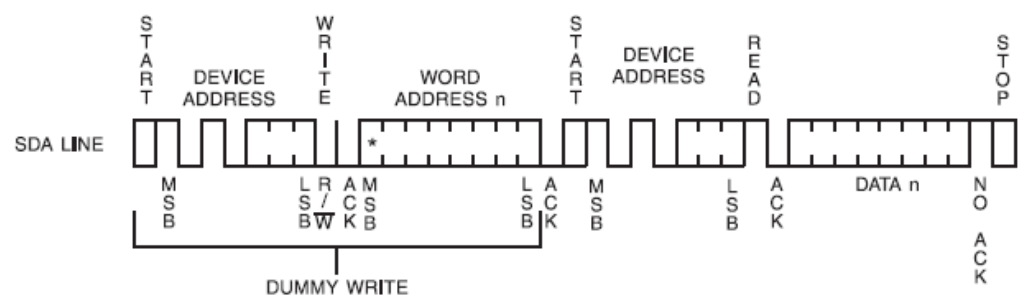 START
DEVICE
ADDRESS
WRITE
WORD
ADDRESS n
START
DEVICE
ADDRESS
READ
STOP
SDA LINE
*
MSB
LSB
R/W̅
ACK
MSB
LSB
ACK
MSB
LSB
ACK
DATA n
NO ACK
DUMMY WRITE